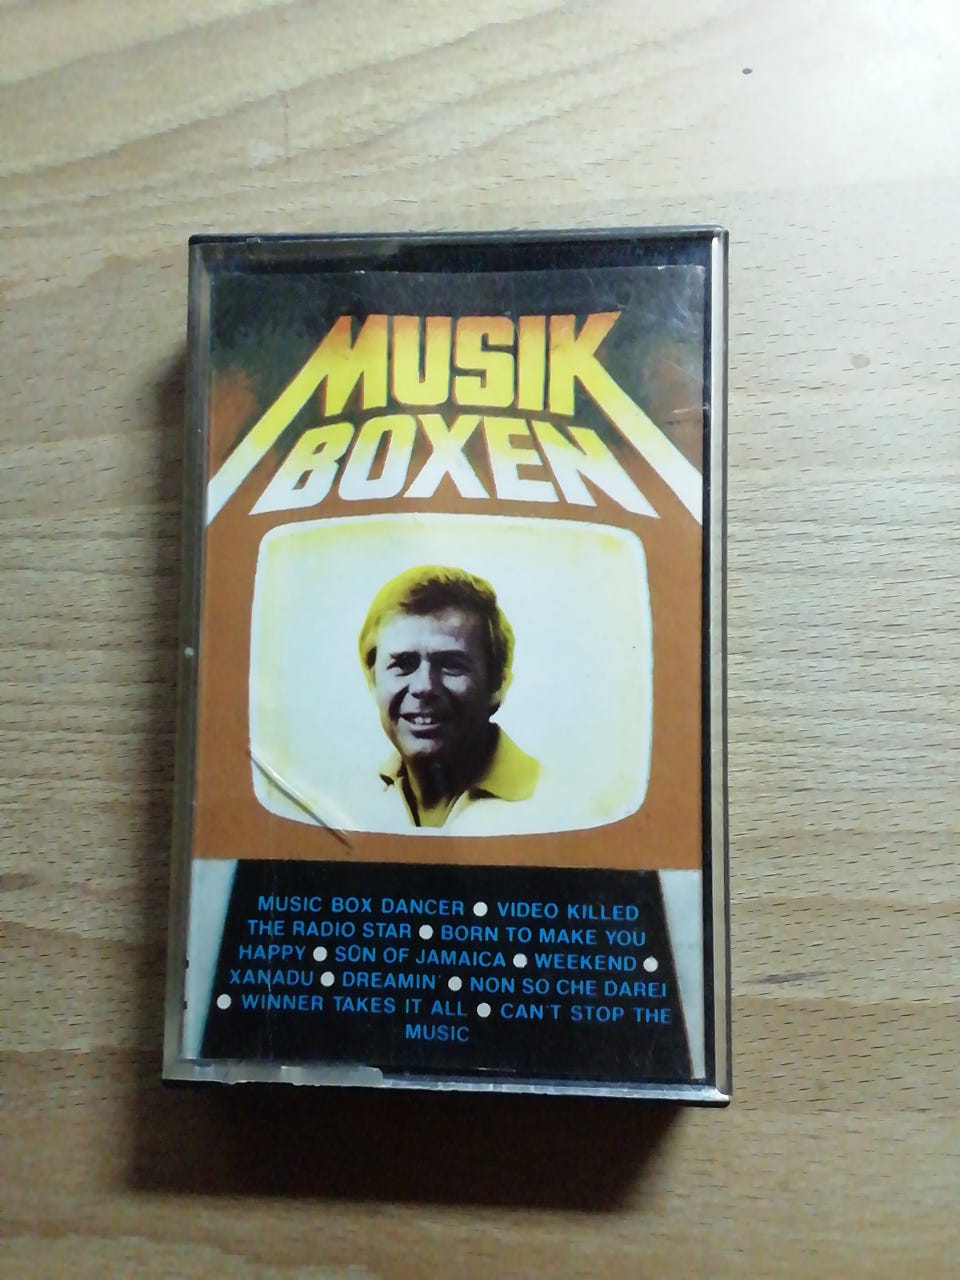 MUSIK
BOXEN
MUSIC BOX DANCER ● VIDEO KILLED
THE RADIO STAR ● BORN TO MAKE YOU
HAPPY ● SŪN OF JAMAICA ● WEEKEND ●
XANADU ● DREAMIN' ● NON SO CHE DAREI
● WINNER TAKES IT ALL ● CAN'T STOP THE
MUSIC